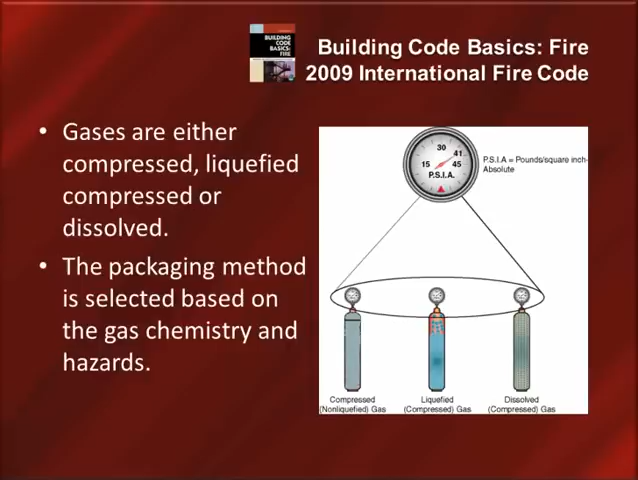 BUILDING
CODE
BASICS:
FIRE
Building Code Basics: Fire
2009 International Fire Code
• Gases are either
compressed, liquefied
compressed or
dissolved.
• The packaging method
is selected based on
the gas chemistry and
hazards.
30
41
15 45
P.S.I.A.
P.S.I.A = Pounds/square inch-
Absolute
Compressed
(Nonliquefied) Gas
Liquefied
(Compressed) Gas
Dissolved
(Compressed) Gas